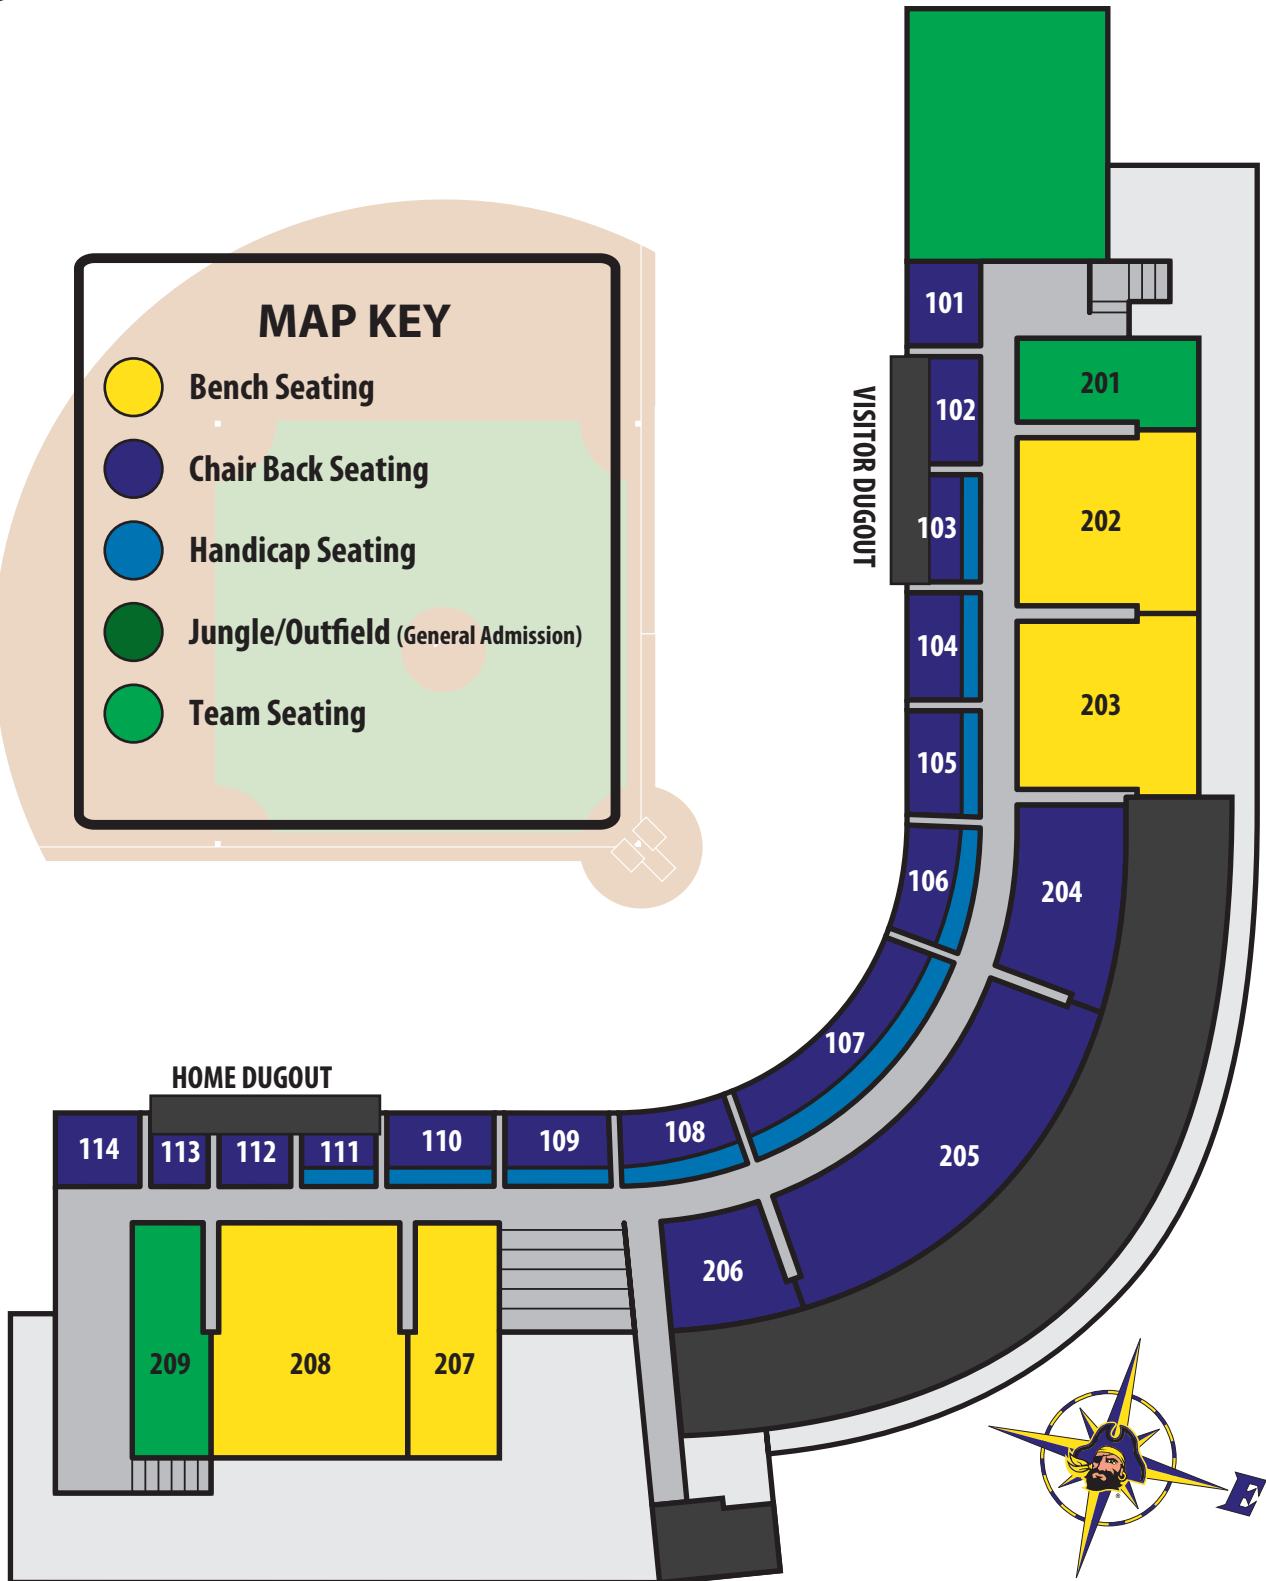 MAP KEY
Bench Seating
Chair Back Seating
Handicap Seating
Jungle/Outfield (General Admission)
Team Seating
101
102
103
104
105
106
107
108
109
110
111
112
113
114
VISITOR DUGOUT
HOME DUGOUT
201
202
203
204
205
206
207
208
209
E